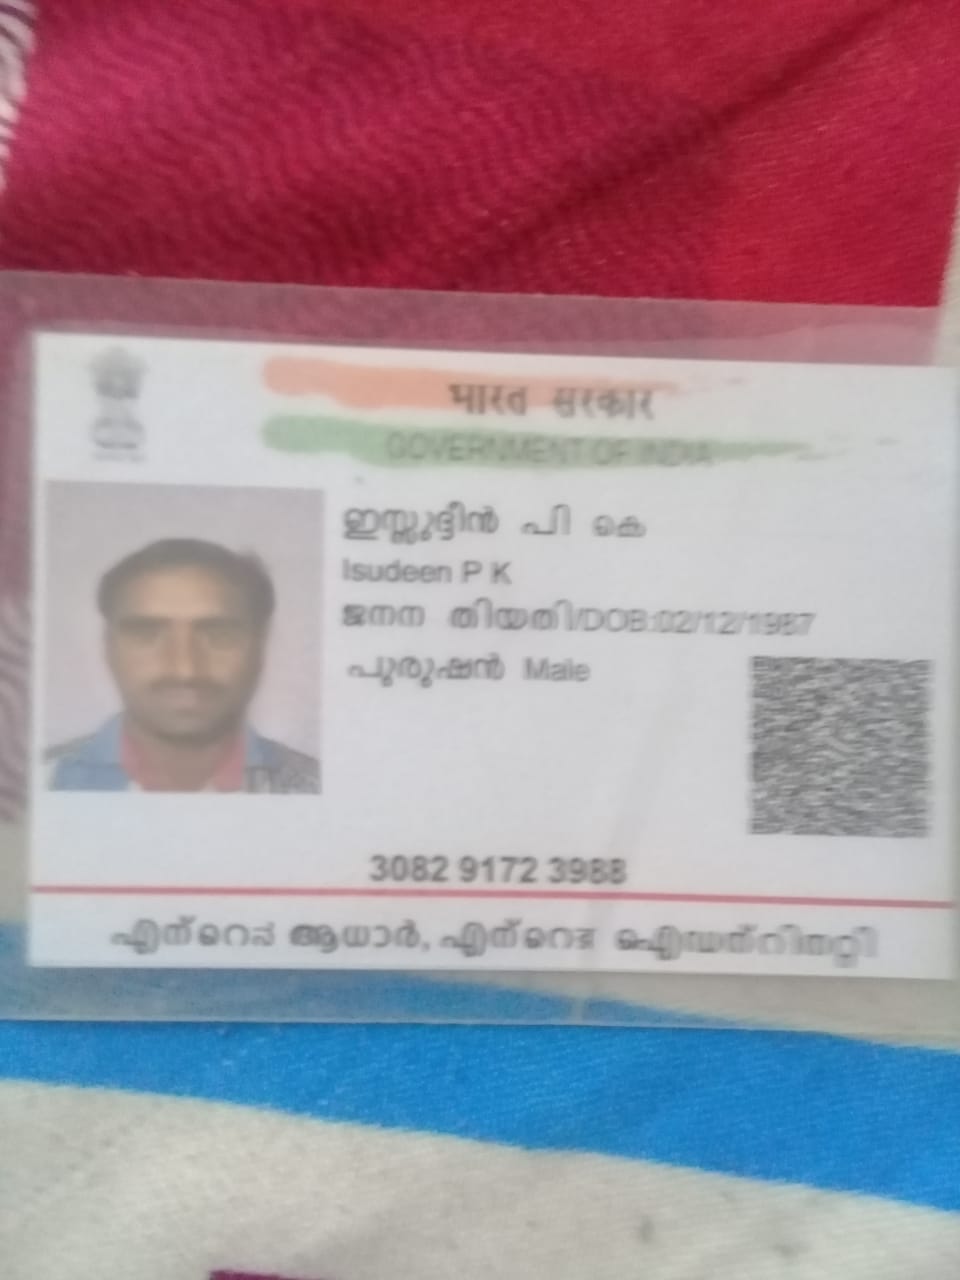 भारत सरकार
GOVERNMENT OF INDIA
ഇസ്സുദ്ദീൻ പി കെ
Isudeen P K
ജനന തിയതി/DOB:02/12/1987
പുരുഷൻ Male
3082 9172 3988
എന്റെ ആധാർ, എന്റെ ഐഡന്റിറ്റി